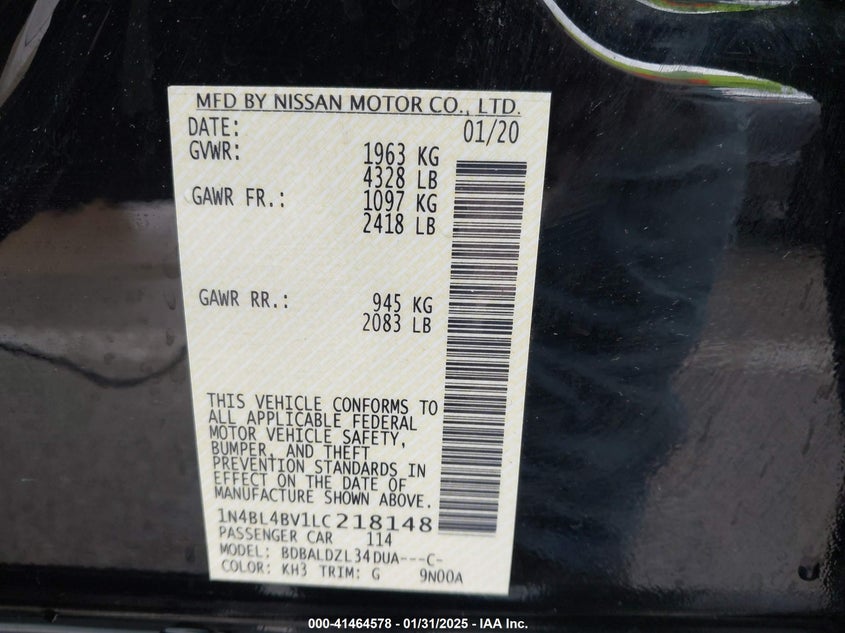 MFD BY NISSAN MOTOR CO., LTD.
DATE: 01/20
GVWR: 1963 KG
4328 LB
GAWR FR.: 1097 KG
2418 LB
GAWR RR.: 945 KG
2083 LB
THIS VEHICLE CONFORMS TO
ALL APPLICABLE FEDERAL
MOTOR VEHICLE SAFETY,
BUMPER, AND THEFT
PREVENTION STANDARDS IN
EFFECT ON THE DATE OF
MANUFACTURE SHOWN ABOVE.
1N4BL4BV1LC218148
PASSENGER CAR 114
MODEL: BDBALDZL34DUA---C-
COLOR: KH3 TRIM: G 9N00A
000-41464578 - 01/31/2025 - IAA Inc.